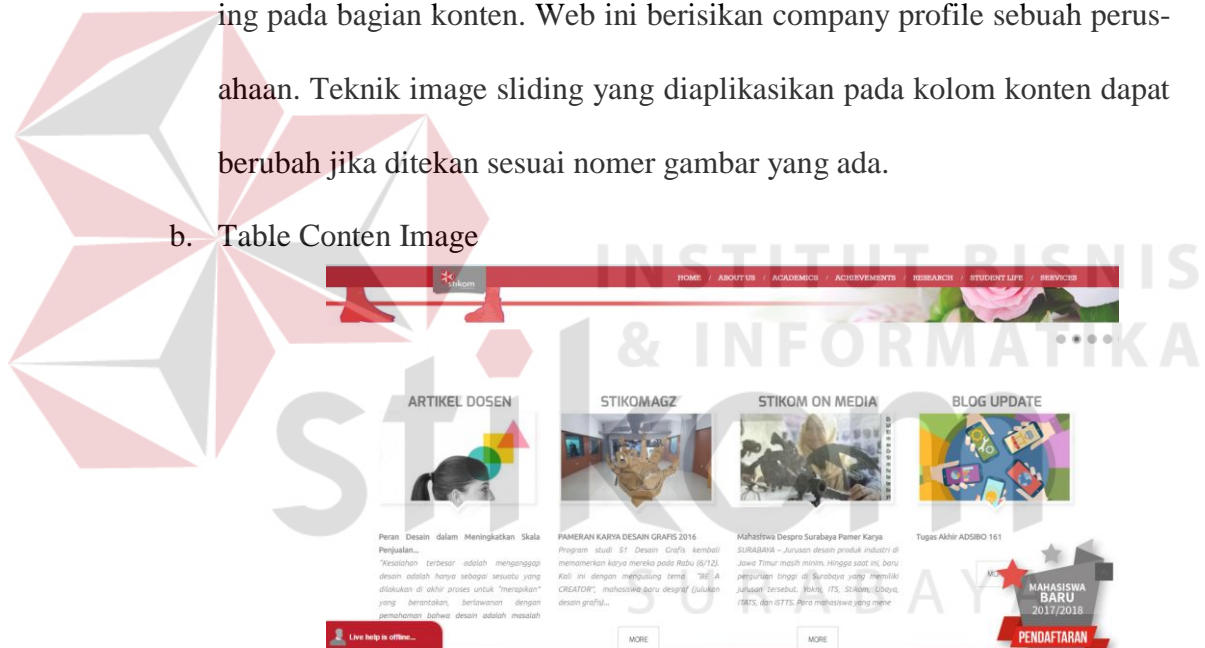 ing pada bagian konten. Web ini berisikan company profile sebuah perus-
ahaan. Teknik image sliding yang diaplikasikan pada kolom konten dapat
berubah jika ditekan sesuai nomer gambar yang ada.
b. Table Conten Image
INSTITUT BISNIS
& INFORMATIKA
stikom
SURABAYA
stikom
HOME / ABOUT US / ACADEMICS / ACHIEVEMENTS / RESEARCH / STUDENT LIFE / SERVICES
ARTIKEL DOSEN
Peran Desain dalam Meningkatkan Skala
Penjualan...
"Kesalahan terbesar adalah menganggap
desain adalah hanya sebagai sesuatu yang
dilakukan di akhir proses untuk "merapikan"
yang berantakan, berlawanan dengan
pemahaman bahwa desain adalah masalah
STIKOMAGZ
PAMERAN KARYA DESAIN GRAFIS 2016
Program studi S1 Desain Grafis kembali
memamerkan karya mereka pada Rabu (6/12).
Kali ini dengan mengusung tema "BE A
CREATOR", mahasiswa baru desgraf (julukan
desain grafis)...
MORE
STIKOM ON MEDIA
Mahasiswa Despro Surabaya Pamer Karya
SURABAYA – Jurusan desain produk industri di
Jawa Timur masih minim. Hingga saat ini, baru
perguruan tinggi di Surabaya yang memiliki
jurusan tersebut. Yakni, ITS, Stikom, Ubaya,
ITATS, dan ISTTS. Para mahasiswa yang mene
MORE
BLOG UPDATE
Tugas Akhir ADSIBO 161
MAHASISWA
BARU
2017/2018
PENDAFTARAN
Live help is offline...